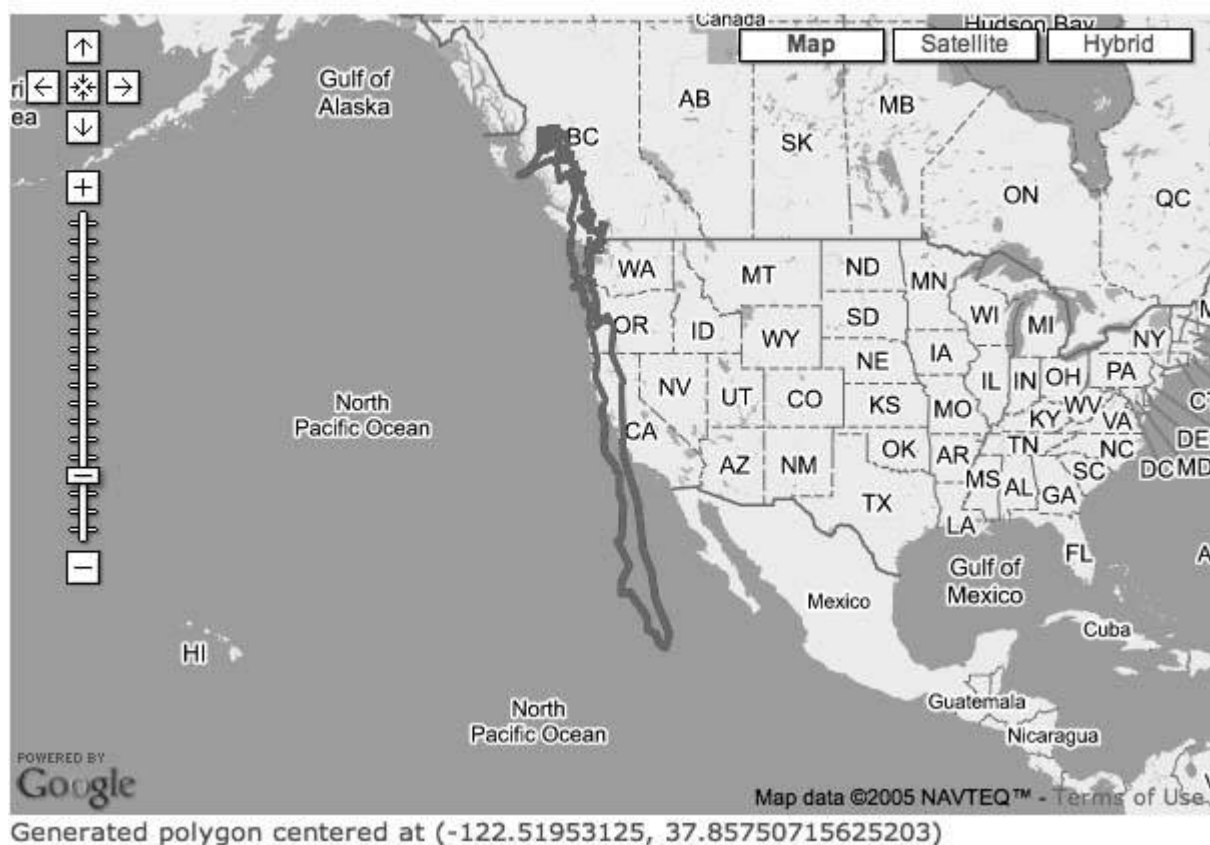 Canada
Hudson Bay
Map
Satellite
Hybrid
Gulf of
Alaska
ri
ea
AB
MB
BC
SK
ON
QC
WA
MT
ND
MN
OR
ID
SD
WI
MI
WY
NY
NE
IA
PA
NV
UT
CO
IL
IN
OH
North
Pacific Ocean
KS
MO
WV
KY
VA
CT
CA
DE
AZ
NM
OK
AR
TN
NC
SC
DC
MD
MS
AL
GA
TX
LA
FL
Gulf of
Mexico
Mexico
Cuba
HI
Guatemala
North
Pacific Ocean
Nicaragua
POWERED BY
Google
Map data ©2005 NAVTEQ™ - Terms of Use
Generated polygon centered at (-122.51953125, 37.857507715625203)